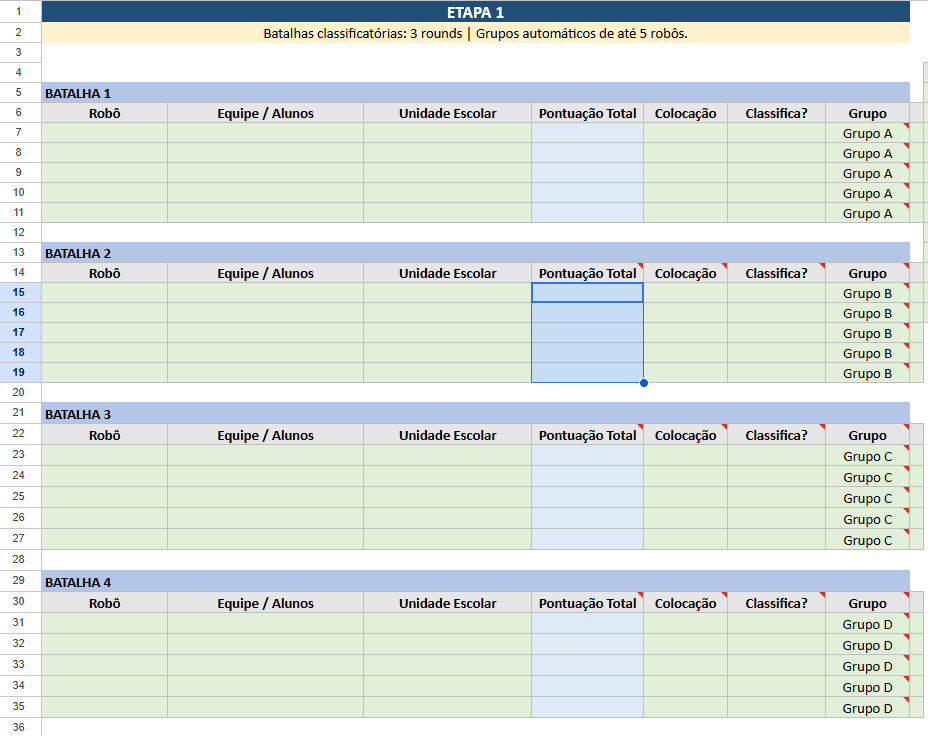 1 ETAPA 1
2 Batalhas classificatórias: 3 rounds | Grupos automáticos de até 5 robôs.
3
4
5 BATALHA 1
6 Robô Equipe / Alunos Unidade Escolar Pontuação Total Colocação Classifica? Grupo
7 Grupo A
8 Grupo A
9 Grupo A
10 Grupo A
11 Grupo A
12
13 BATALHA 2
14 Robô Equipe / Alunos Unidade Escolar Pontuação Total Colocação Classifica? Grupo
15 Grupo B
16 Grupo B
17 Grupo B
18 Grupo B
19 Grupo B
20
21 BATALHA 3
22 Robô Equipe / Alunos Unidade Escolar Pontuação Total Colocação Classifica? Grupo
23 Grupo C
24 Grupo C
25 Grupo C
26 Grupo C
27 Grupo C
28
29 BATALHA 4
30 Robô Equipe / Alunos Unidade Escolar Pontuação Total Colocação Classifica? Grupo
31 Grupo D
32 Grupo D
33 Grupo D
34 Grupo D
35 Grupo D
36